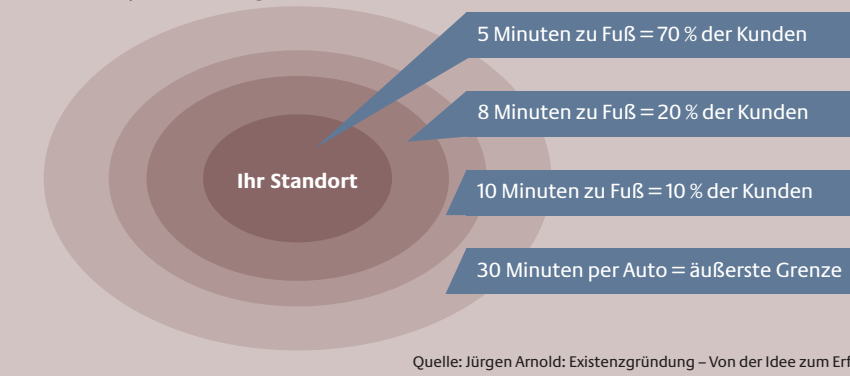 5 Minuten zu Fuß = 70 % der Kunden
8 Minuten zu Fuß = 20 % der Kunden
Ihr Standort
10 Minuten zu Fuß = 10 % der Kunden
30 Minuten per Auto = äußerste Grenze
Quelle: Jürgen Arnold: Existenzgründung – Von der Idee zum Erf